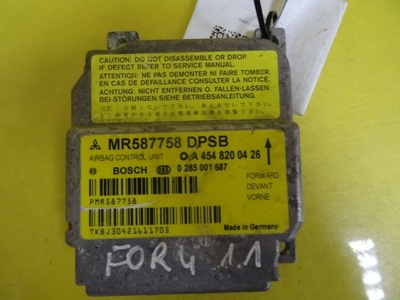 CAUTION: DO NOT DISASSEMBLE OR DROP.
IF DEFECT REFER TO SERVICE MANUAL.
ATTENTION: NE PAS DEMONTER NI FAIRE TOMBER.
EN CAS DE DEFAILLANCE CONSULTER LA NOTICE.
ACHTUNG: NICHT ENTFERNEN O. FALLEN-LASSEN.
BEI-STÖRUNGEN SIEHE BETRIEBSANLEITUNG.
MR587758 DPSB
AIRBAG CONTROL UNIT
A 454 820 04 26
BOSCH
0 285 001 687
FORWARD
DEVANT
VORNE
PMR587758
TKBJ30421611705
Made in Germany
FOR4 1.1